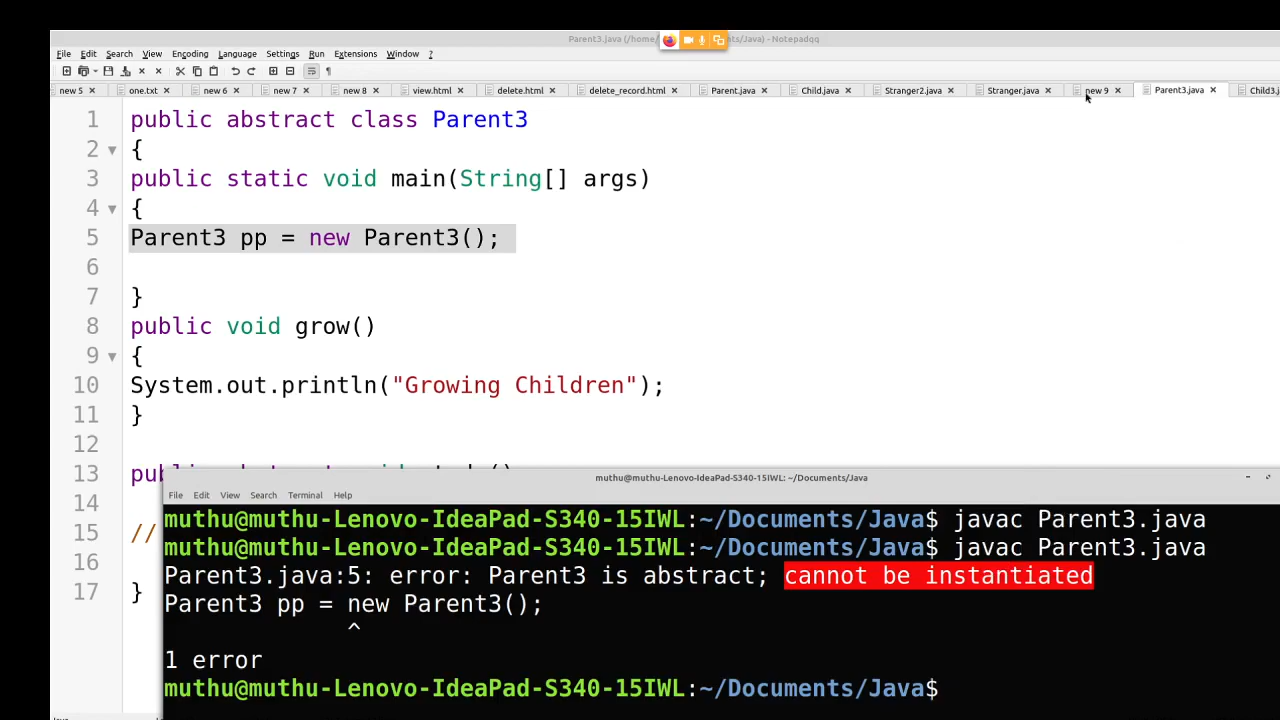 Parent3.java (/home/ ts/Java) - Notepadqq
File Edit Search View Encoding Language Settings Run Extensions Window ?
new 5 one.txt new 6 new 7 new 8 view.html delete.html delete_record.html Parent.java Child.java Stranger2.java Stranger.java new 9 Parent3.java Child3.j
1 public abstract class Parent3
2 {
3 public static void main(String[] args)
4 {
5 Parent3 pp = new Parent3();
6
7 }
8 public void grow()
9 {
10 System.out.println("Growing Children");
11 }
12
13
14
15 //
16
17 }
muthu@muthu-Lenovo-IdeaPad-S340-15IWL: ~/Documents/Java
File Edit View Search Terminal Help
muthu@muthu-Lenovo-IdeaPad-S340-15IWL:~/Documents/Java$ javac Parent3.java
muthu@muthu-Lenovo-IdeaPad-S340-15IWL:~/Documents/Java$ javac Parent3.java
Parent3.java:5: error: Parent3 is abstract; cannot be instantiated
Parent3 pp = new Parent3();
^
1 error
muthu@muthu-Lenovo-IdeaPad-S340-15IWL:~/Documents/Java$